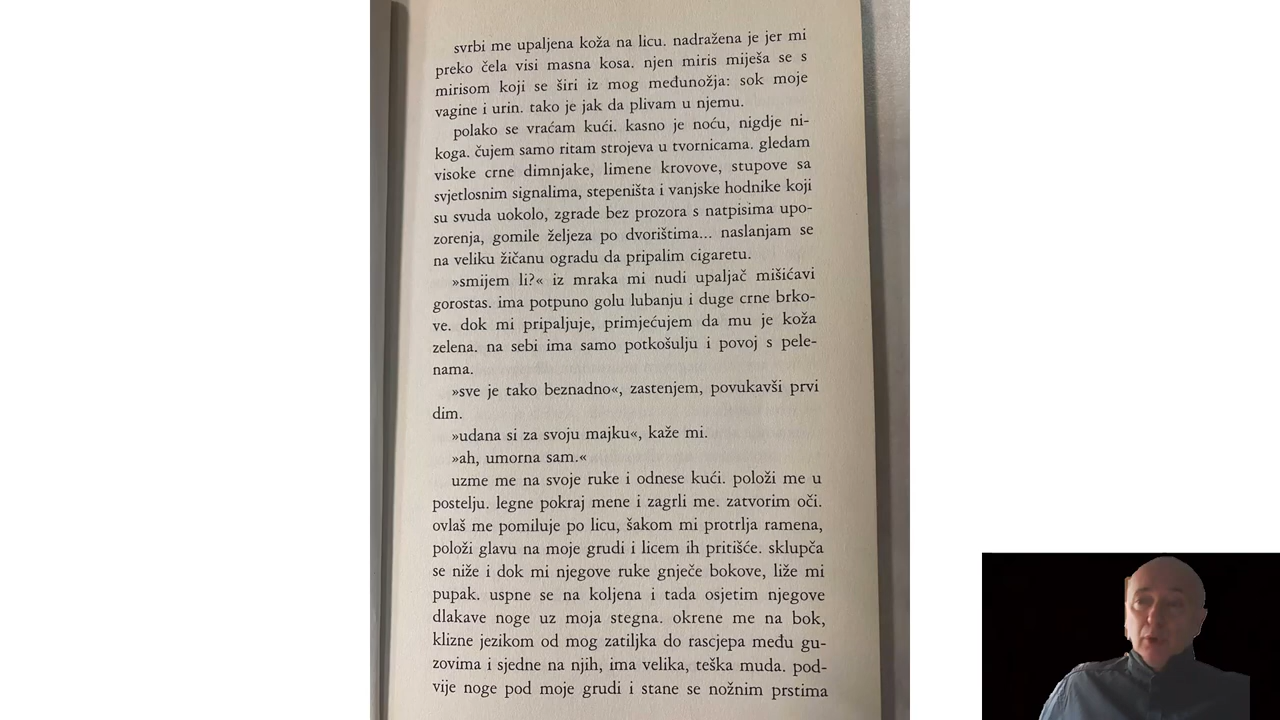 svrbi me upaljena koža na licu. nadražena je jer mi
preko čela visi masna kosa. njen miris miješa se s
mirisom koji se širi iz mog međunožja: sok moje
vagine i urin. tako je jak da plivam u njemu.
polako se vraćam kući. kasno je noću, nigdje ni-
koga. čujem samo ritam strojeva u tvornicama. gledam
visoke crne dimnjake, limene krovove, stupove sa
svjetlosnim signalima, stepeništa i vanjske hodnike koji
su svuda uokolo, zgrade bez prozora s natpisima upo-
zorenja, gomile željeza po dvorištima... naslanjam se
na veliku žičanu ogradu da pripalim cigaretu.
»smijem li?« iz mraka mi nudi upaljač mišićavi
gorostas. ima potpuno golu lubanju i duge crne brko-
ve. dok mi pripaljuje, primjećujem da mu je koža
zelena. na sebi ima samo potkošulju i povoj s pele-
nama.
»sve je tako beznadno«, zastenjem, povukavši prvi
dim.
»udana si za svoju majku«, kaže mi.
»ah, umorna sam.«
uzme me na svoje ruke i odnese kući. položi me u
postelju. legne pokraj mene i zagrli me. zatvorim oči.
ovlaš me pomiluje po licu, šakom mi protrlja ramena,
položi glavu na moje grudi i licem ih pritišće. sklupča
se niže i dok mi njegove ruke gnječe bokove, liže mi
pupak. uspne se na koljena i tada osjetim njegove
dlakave noge uz moja stegna. okrene me na bok,
klizne jezikom od mog zatiljka do rascjepa među gu-
zovima i sjedne na njih, ima velika, teška muda. pod-
vije noge pod moje grudi i stane se nožnim prstima